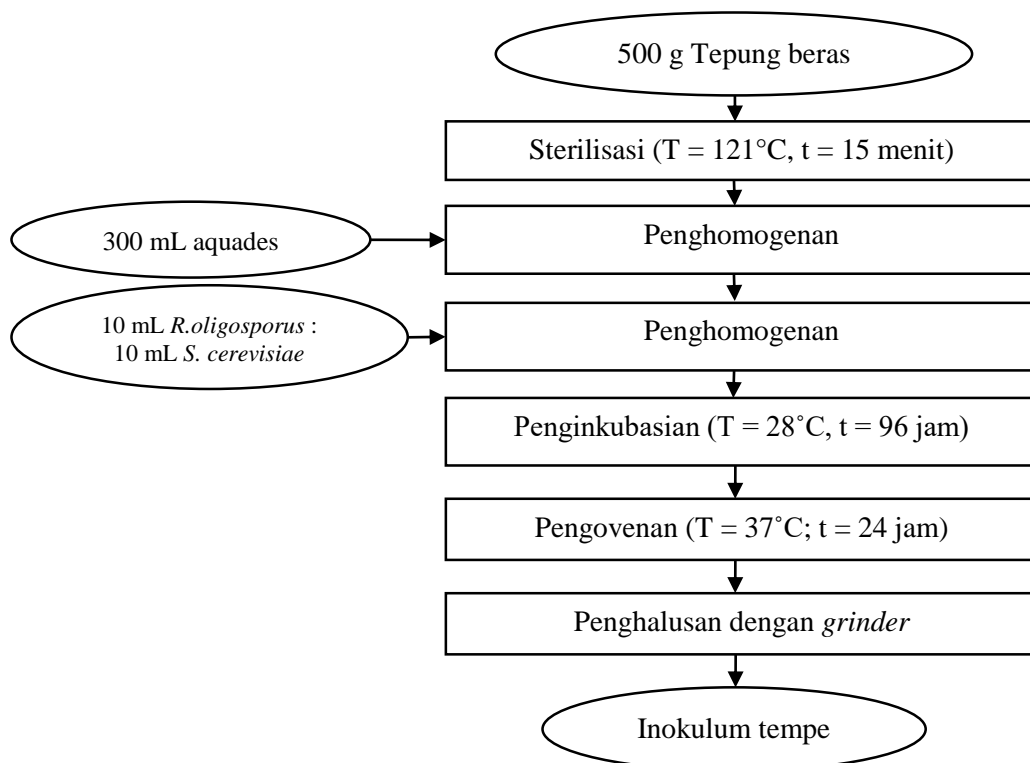 500 g Tepung beras
Sterilisasi (T = 121°C, t = 15 menit)
300 mL aquades
Penghomogenan
10 mL R.oligosporus :
10 mL S. cerevisiae
Penghomogenan
Penginkubasian (T = 28˚C, t = 96 jam)
Pengovenan (T = 37˚C; t = 24 jam)
Penghalusan dengan grinder
Inokulum tempe